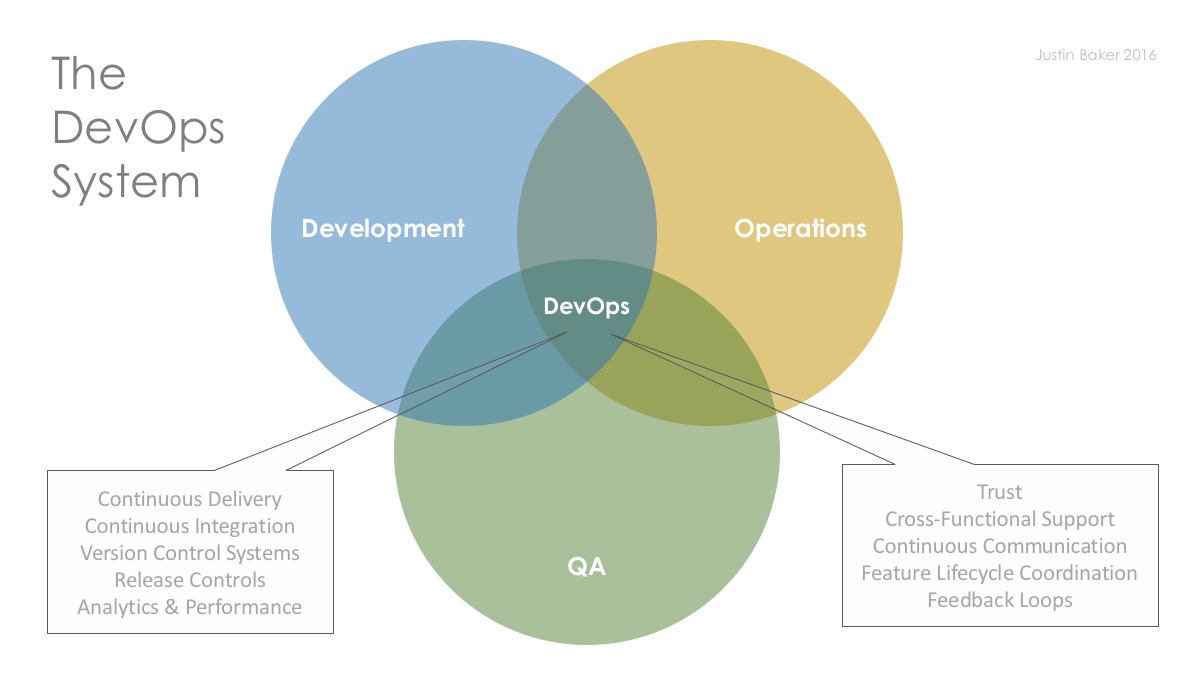 The
DevOps
System
Justin Baker 2016
Development
Operations
DevOps
QA
Continuous Delivery
Continuous Integration
Version Control Systems
Release Controls
Analytics & Performance
Trust
Cross-Functional Support
Continuous Communication
Feature Lifecycle Coordination
Feedback Loops